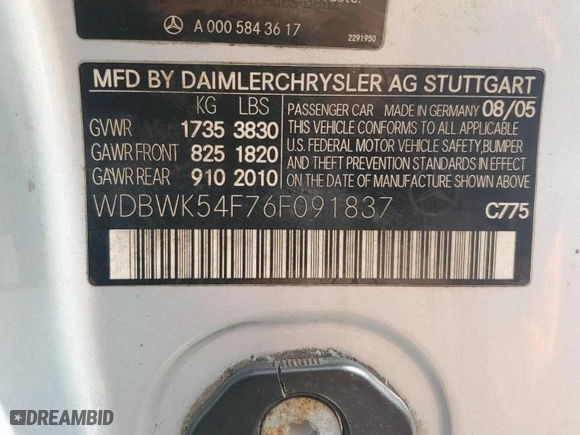 A 000 584 36 17
2291950
MFD BY DAIMLERCHRYSLER AG STUTTGART
KG LBS
GVWR 1735 3830
GAWR FRONT 825 1820
GAWR REAR 910 2010
PASSENGER CAR MADE IN GERMANY 08/05
THIS VEHICLE CONFORMS TO ALL APPLICABLE
U.S. FEDERAL MOTOR VEHICLE SAFETY,BUMPER
AND THEFT PREVENTION STANDARDS IN EFFECT
ON THE DATE OF MANUFACTURE SHOWN ABOVE.
WDBWK54F76F091837
C775
DREAMBID